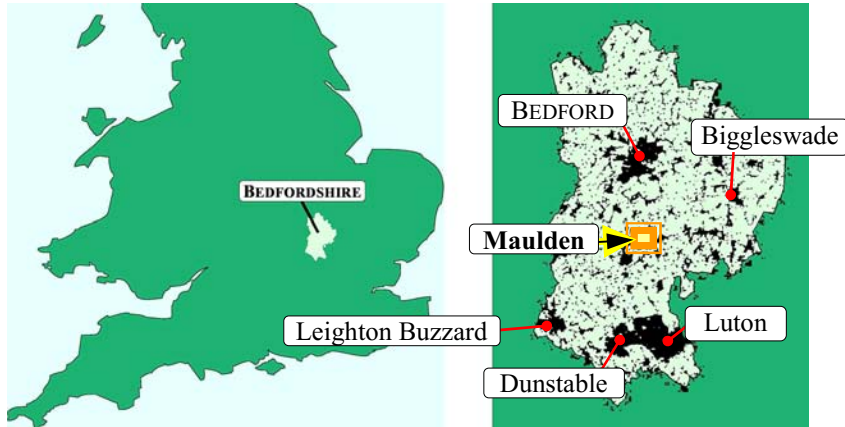 BEDFORDSHIRE
BEDFORD
Biggleswade
Maulden
Leighton Buzzard
Luton
Dunstable